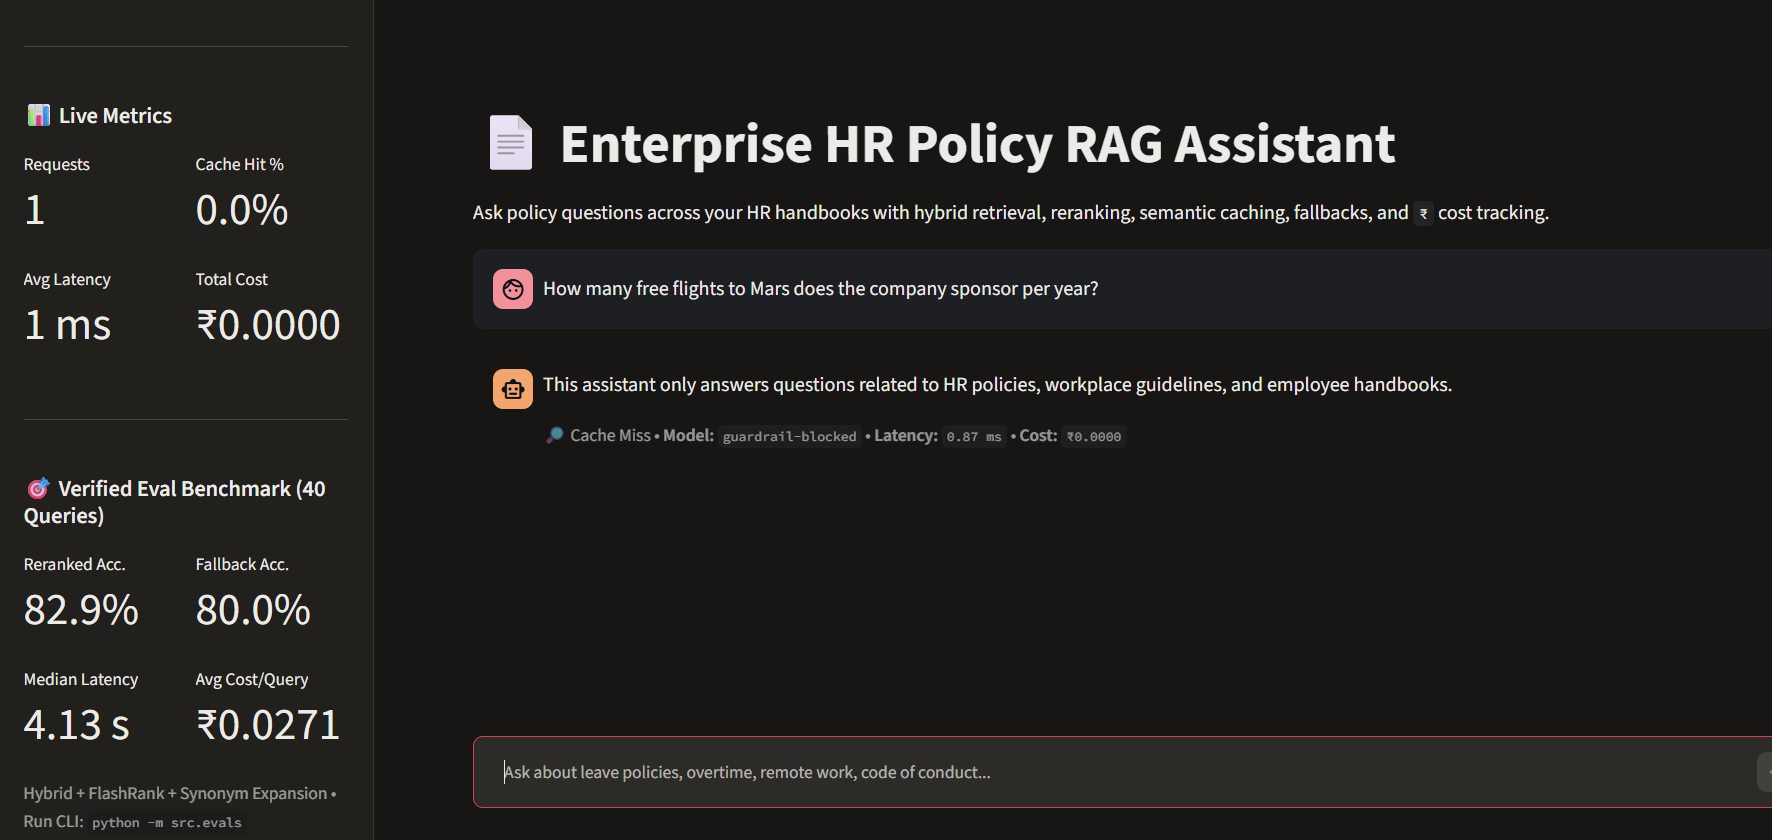 Live Metrics
Requests
Cache Hit %
1
0.0%
Avg Latency
Total Cost
1 ms
₹0.0000
Verified Eval Benchmark (40
Queries)
Reranked Acc.
Fallback Acc.
82.9%
80.0%
Median Latency
Avg Cost/Query
4.13 s
₹0.0271
Hybrid + FlashRank + Synonym Expansion •
Run CLI: python -m src.evals
Enterprise HR Policy RAG Assistant
Ask policy questions across your HR handbooks with hybrid retrieval, reranking, semantic caching, fallbacks, and ₹ cost tracking.
How many free flights to Mars does the company sponsor per year?
This assistant only answers questions related to HR policies, workplace guidelines, and employee handbooks.
Cache Miss • Model: guardrail-blocked • Latency: 0.87 ms • Cost: ₹0.0000
Ask about leave policies, overtime, remote work, code of conduct...